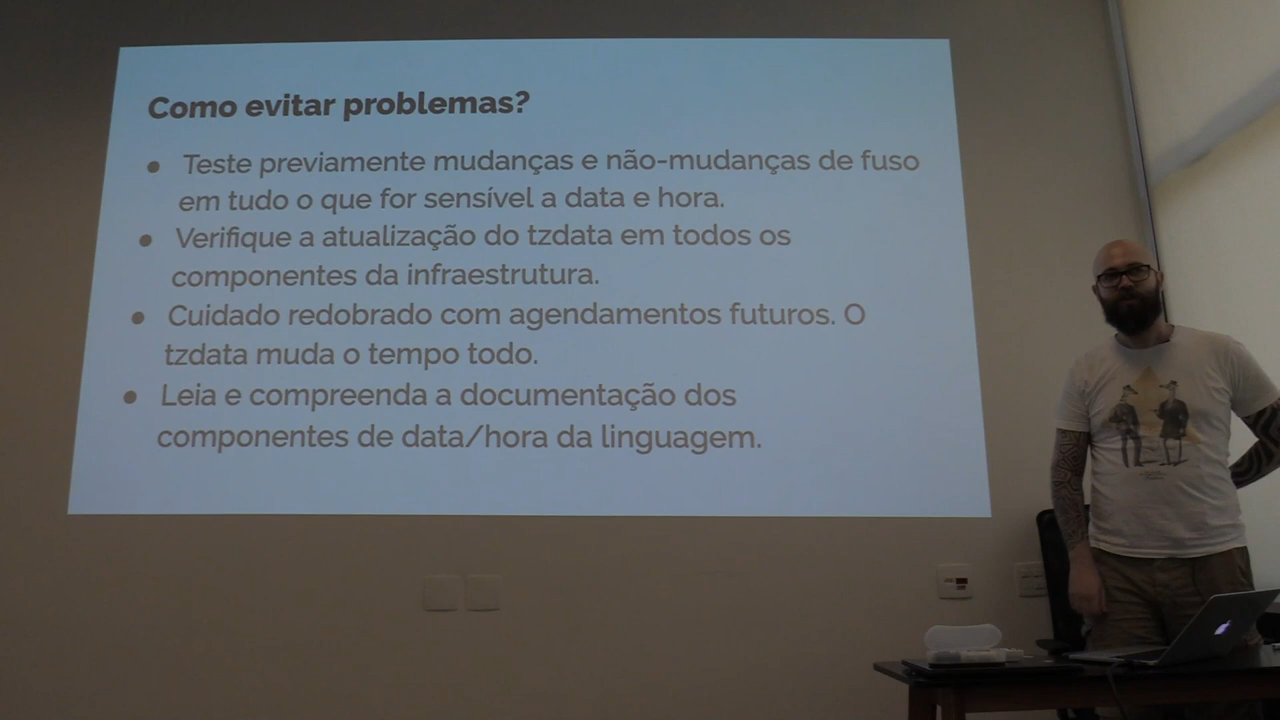 Como evitar problemas?
● Teste previamente mudanças e não-mudanças de fuso
em tudo o que for sensível a data e hora.
● Verifique a atualização do tzdata em todos os
componentes da infraestrutura.
● Cuidado redobrado com agendamentos futuros. O
tzdata muda o tempo todo.
● Leia e compreenda a documentação dos
componentes de data/hora da linguagem.